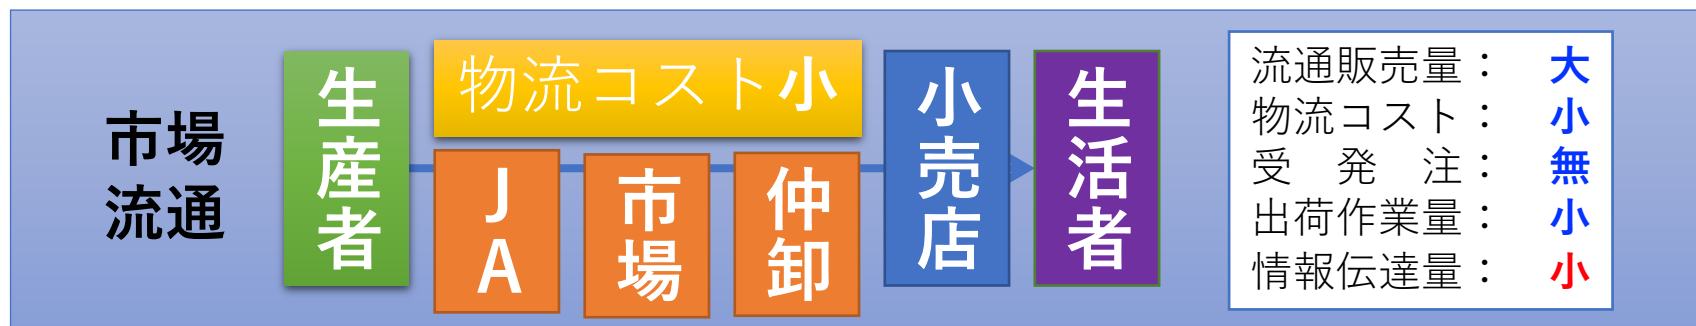 市場
流通
生産者
物流コスト小
JA
市場
仲卸
小売店
生活者
流通販売量： 大
物流コスト： 小
受　発　注： 無
出荷作業量： 小
情報伝達量： 小